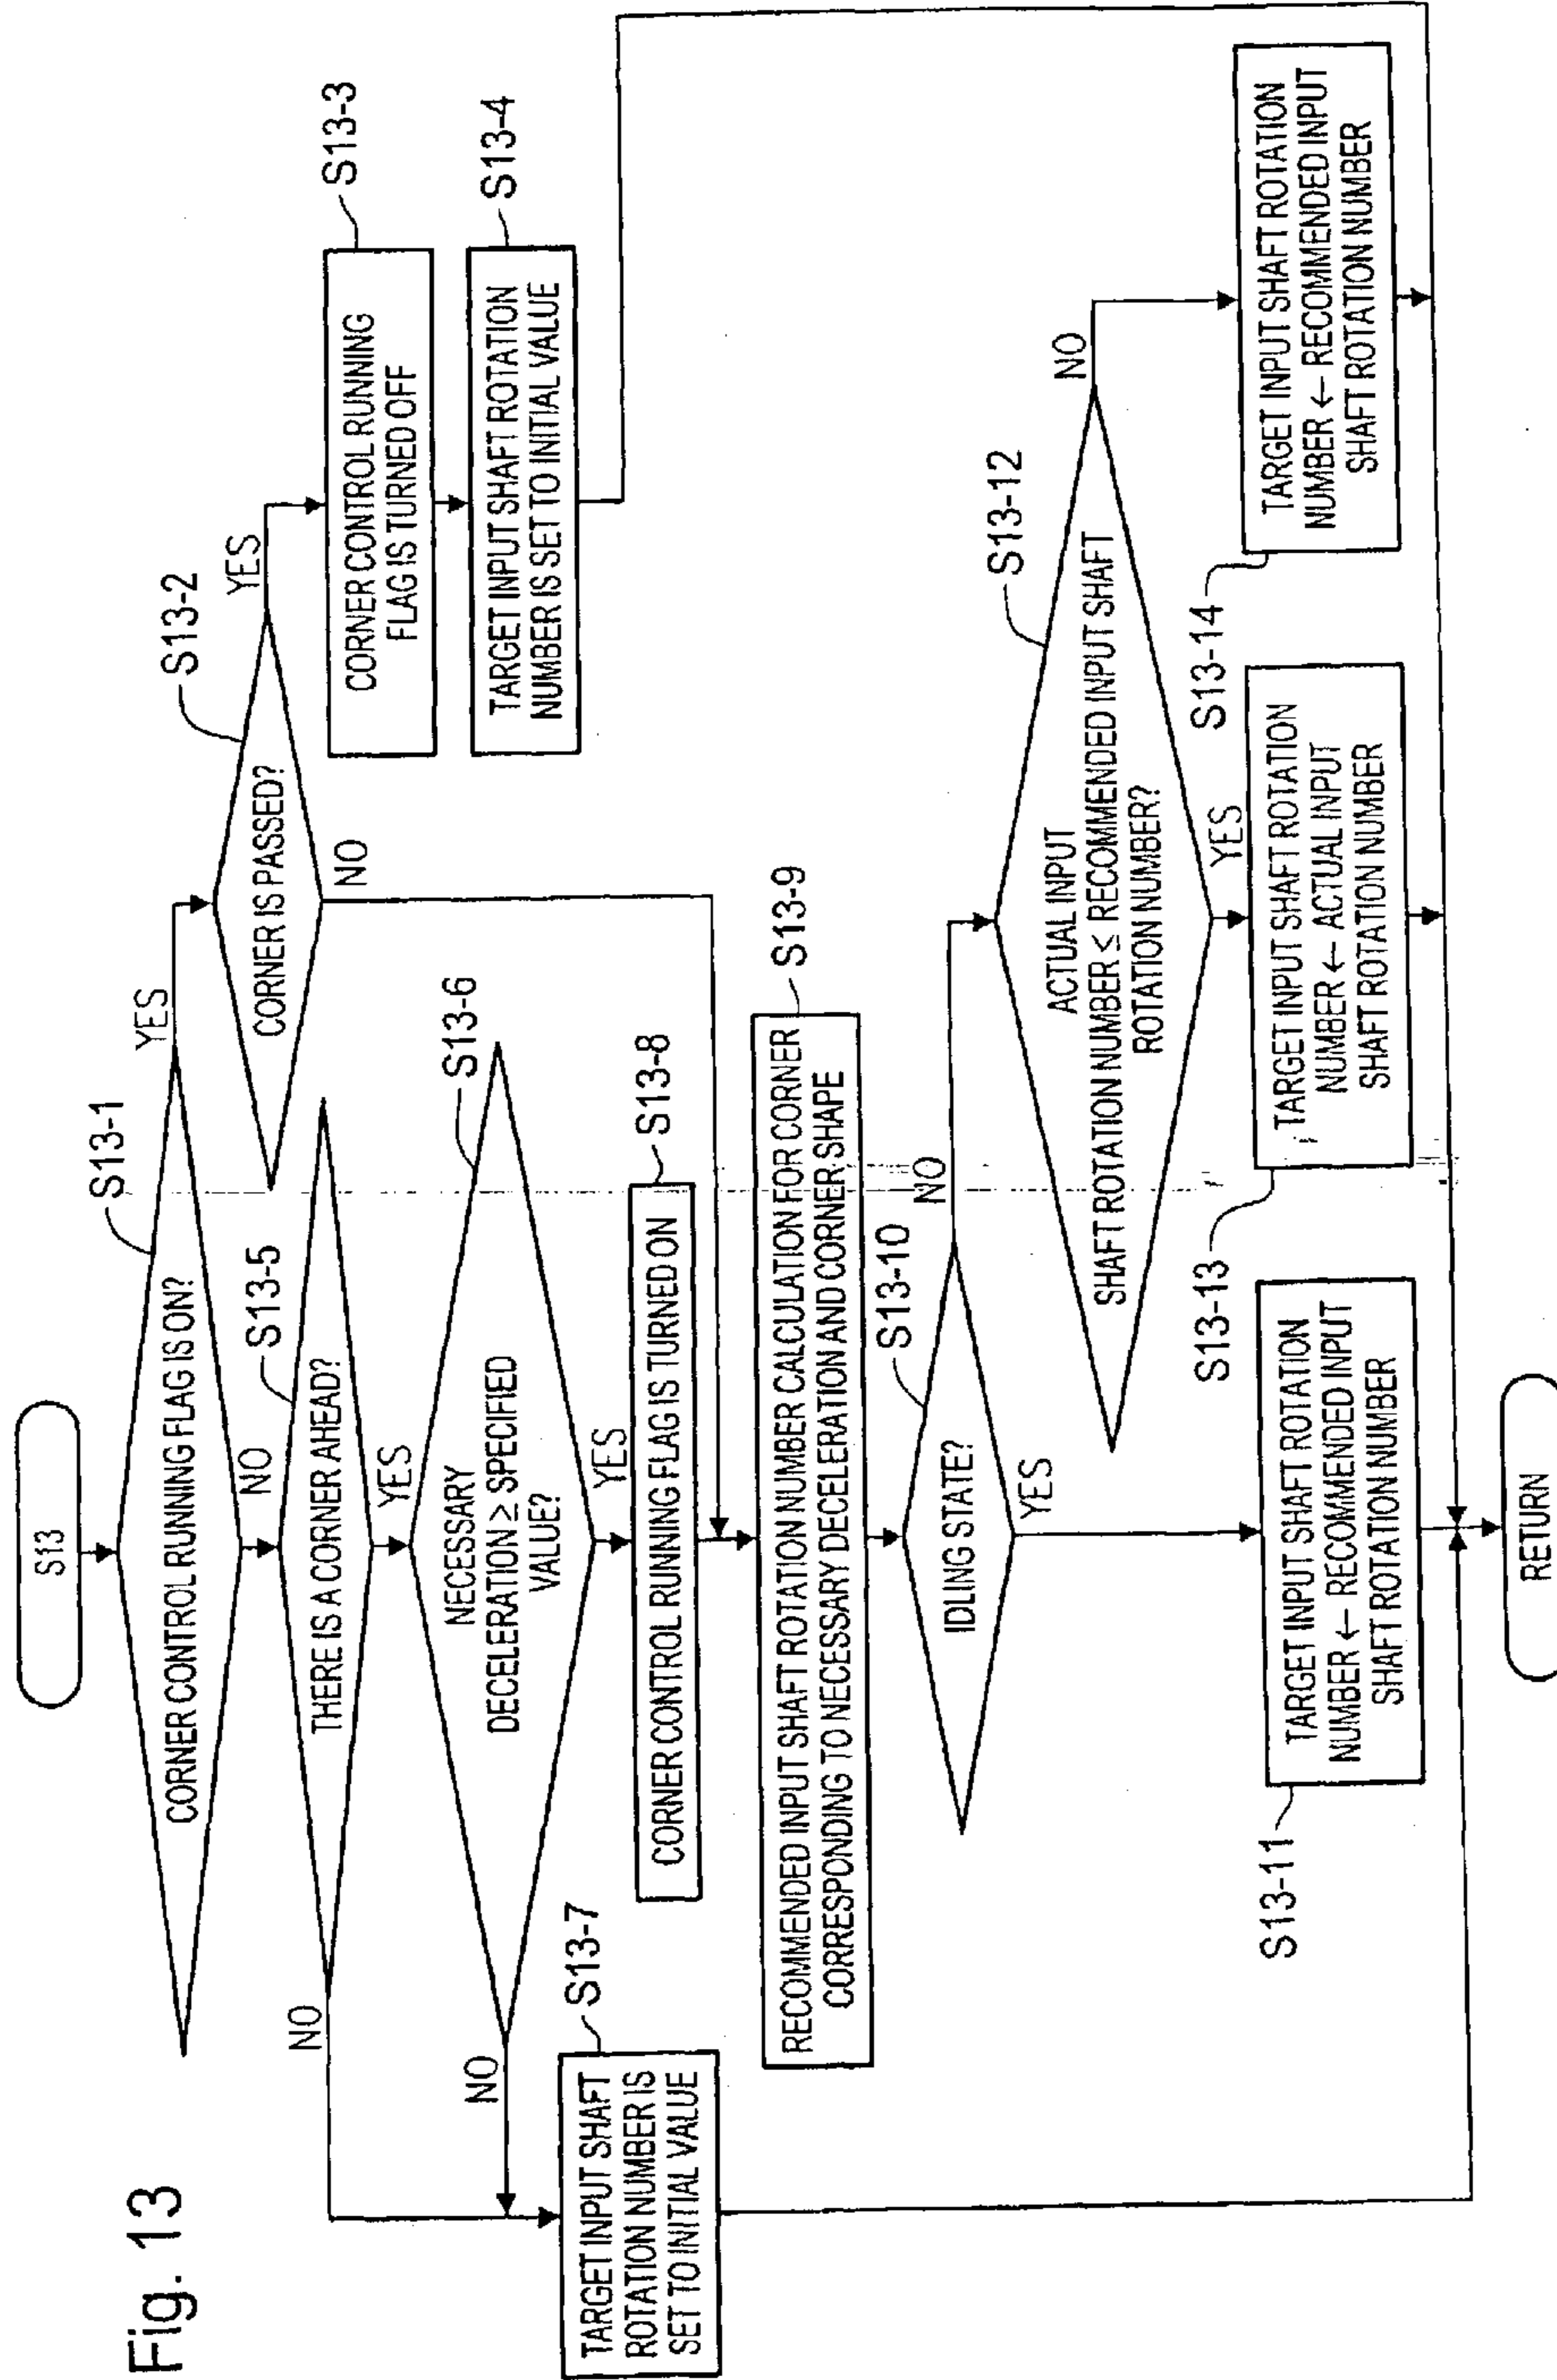 Fig. 13
S13
CORNER CONTROL RUNNING FLAG IS ON?
S13-1
YES
NO
CORNER IS PASSED?
S13-2
YES
NO
CORNER CONTROL RUNNING
FLAG IS TURNED OFF
S13-3
TARGET INPUT SHAFT ROTATION
NUMBER IS SET TO INITIAL VALUE
S13-4
THERE IS A CORNER AHEAD?
S13-5
NO
YES
NECESSARY
DECELERATION ≥ SPECIFIED
VALUE?
S13-6
NO
YES
TARGET INPUT SHAFT
ROTATION NUMBER IS
SET TO INITIAL VALUE
S13-7
CORNER CONTROL RUNNING FLAG IS TURNED ON
S13-8
RECOMMENDED INPUT SHAFT ROTATION NUMBER CALCULATION FOR CORNER
CORRESPONDING TO NECESSARY DECELERATION AND CORNER SHAPE
S13-9
IDLING STATE?
S13-10
NO
YES
ACTUAL INPUT
SHAFT ROTATION NUMBER ≤ RECOMMENDED INPUT SHAFT
ROTATION NUMBER?
S13-12
NO
YES
S13-11
TARGET INPUT SHAFT ROTATION
NUMBER ← RECOMMENDED INPUT
SHAFT ROTATION NUMBER
S13-13
TARGET INPUT SHAFT ROTATION
NUMBER ← ACTUAL INPUT
SHAFT ROTATION NUMBER
S13-14
TARGET INPUT SHAFT ROTATION
NUMBER ← RECOMMENDED INPUT
SHAFT ROTATION NUMBER
RETURN